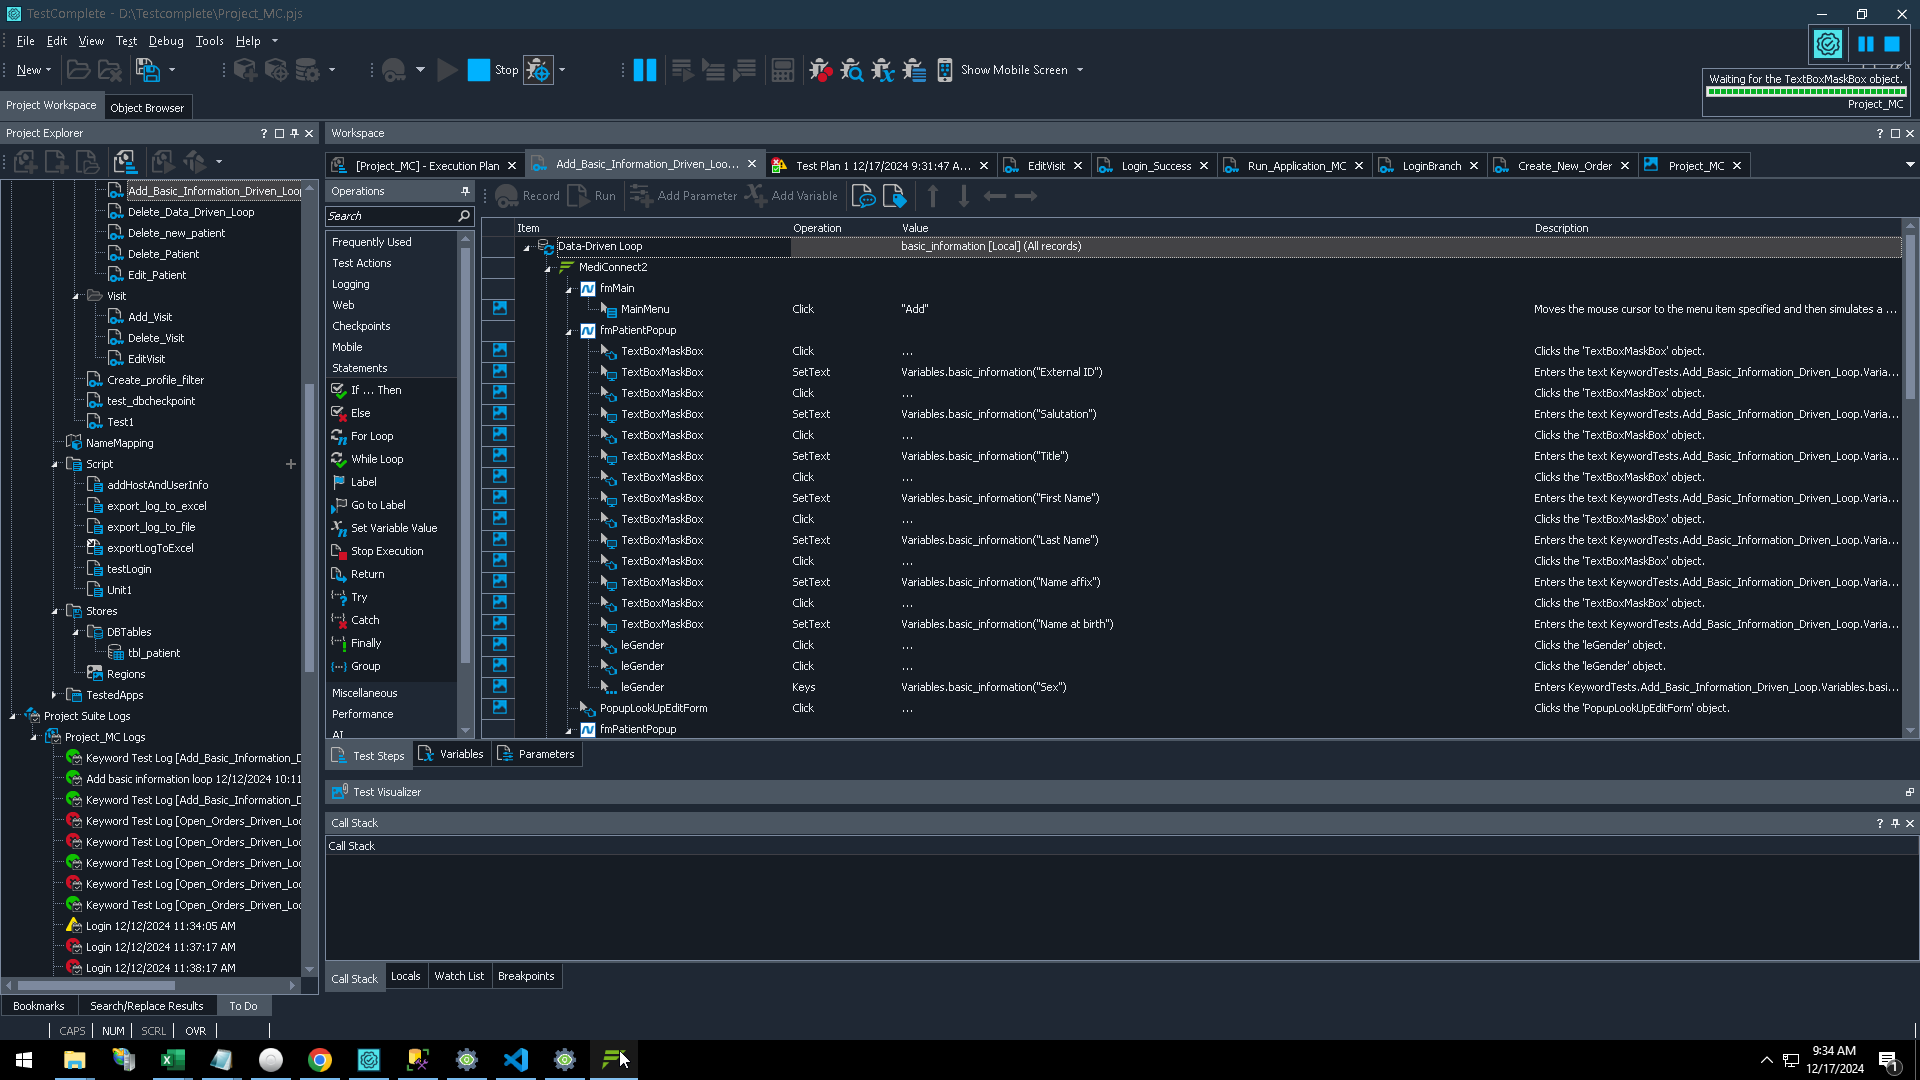 TestComplete - D:\Testcomplete\Project_MC.pjs
File Edit View Test Debug Tools Help
New Stop Show Mobile Screen
Waiting for the TextBoxMaskBox object.
Project_MC
Project Workspace Object Browser
Project Explorer ?
Workspace ?
[Project_MC] - Execution Plan Add_Basic_Information_Driven_Loo... Test Plan 1 12/17/2024 9:31:47 A... EditVisit Login_Success Run_Application_MC LoginBranch Create_New_Order Project_MC
Add_Basic_Information_Driven_Loo
Delete_Data_Driven_Loop
Delete_new_patient
Delete_Patient
Edit_Patient
Visit
Add_Visit
Delete_Visit
EditVisit
Create_profile_filter
test_dbcheckpoint
Test1
NameMapping
Script
addHostAndUserInfo
export_log_to_excel
export_log_to_file
exportLogToExcel
testLogin
Unit1
Stores
DBTables
tbl_patient
Regions
TestedApps
Project Suite Logs
Project_MC Logs
Keyword Test Log [Add_Basic_Information_D
Add basic information loop 12/12/2024 10:11
Keyword Test Log [Add_Basic_Information_D
Keyword Test Log [Open_Orders_Driven_Loo
Keyword Test Log [Open_Orders_Driven_Loo
Keyword Test Log [Open_Orders_Driven_Loo
Keyword Test Log [Open_Orders_Driven_Loo
Keyword Test Log [Open_Orders_Driven_Loo
Login 12/12/2024 11:34:05 AM
Login 12/12/2024 11:37:17 AM
Login 12/12/2024 11:38:17 AM
Bookmarks Search/Replace Results To Do
Operations
Search
Frequently Used
Test Actions
Logging
Web
Checkpoints
Mobile
Statements
If ... Then
Else
For Loop
While Loop
Label
Go to Label
Set Variable Value
Stop Execution
Return
Try
Catch
Finally
Group
Miscellaneous
Performance
AI
Record Run Add Parameter Add Variable
Item Operation Value Description
Data-Driven Loop basic_information [Local] (All records)
MediConnect2
fmMain
MainMenu Click "Add" Moves the mouse cursor to the menu item specified and then simulates a ...
fmPatientPopup
TextBoxMaskBox Click ... Clicks the 'TextBoxMaskBox' object.
TextBoxMaskBox SetText Variables.basic_information("External ID") Enters the text KeywordTests.Add_Basic_Information_Driven_Loop.Varia...
TextBoxMaskBox Click ... Clicks the 'TextBoxMaskBox' object.
TextBoxMaskBox SetText Variables.basic_information("Salutation") Enters the text KeywordTests.Add_Basic_Information_Driven_Loop.Varia...
TextBoxMaskBox Click ... Clicks the 'TextBoxMaskBox' object.
TextBoxMaskBox SetText Variables.basic_information("Title") Enters the text KeywordTests.Add_Basic_Information_Driven_Loop.Varia...
TextBoxMaskBox Click ... Clicks the 'TextBoxMaskBox' object.
TextBoxMaskBox SetText Variables.basic_information("First Name") Enters the text KeywordTests.Add_Basic_Information_Driven_Loop.Varia...
TextBoxMaskBox Click ... Clicks the 'TextBoxMaskBox' object.
TextBoxMaskBox SetText Variables.basic_information("Last Name") Enters the text KeywordTests.Add_Basic_Information_Driven_Loop.Varia...
TextBoxMaskBox Click ... Clicks the 'TextBoxMaskBox' object.
TextBoxMaskBox SetText Variables.basic_information("Name affix") Enters the text KeywordTests.Add_Basic_Information_Driven_Loop.Varia...
TextBoxMaskBox Click ... Clicks the 'TextBoxMaskBox' object.
TextBoxMaskBox SetText Variables.basic_information("Name at birth") Enters the text KeywordTests.Add_Basic_Information_Driven_Loop.Varia...
leGender Click ... Clicks the 'leGender' object.
leGender Click ... Clicks the 'leGender' object.
leGender Keys Variables.basic_information("Sex") Enters KeywordTests.Add_Basic_Information_Driven_Loop.Variables.basi...
PopupLookUpEditForm Click ... Clicks the 'PopupLookUpEditForm' object.
fmPatientPopup
Test Steps Variables Parameters
Test Visualizer
Call Stack ?
Call Stack
Call Stack Locals Watch List Breakpoints
CAPS NUM SCRL OVR
9:34 AM
12/17/2024
1